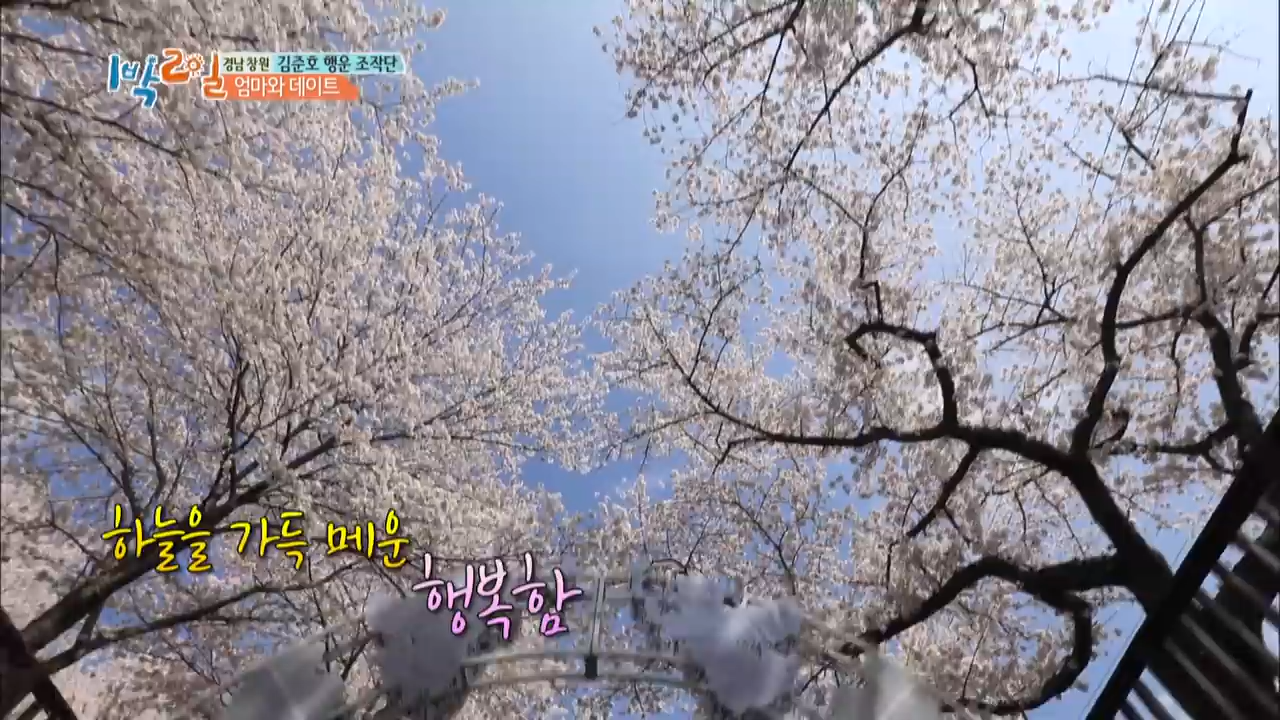 1박2일 경남 창원 김준호 행운 조작단
엄마와 데이트
하늘을 가득 메운
행복함